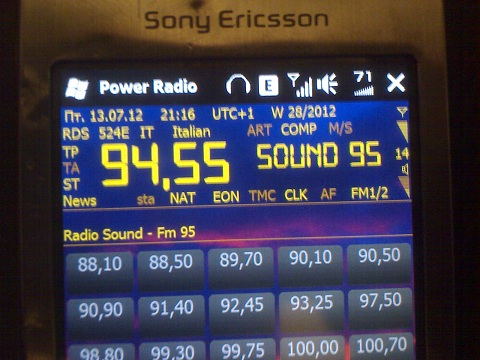 Sony Ericsson
Power Radio E 71
Пт. 13.07.12 21:16 UTC+1 W 28/2012
RDS 524E IT Italian ART COMP M/S
TP
TA 94,55 SOUND 95 14
ST
News sta NAT EON TMC CLK AF FM1/2
Radio Sound - Fm 95
88,10 88,50 89,70 90,10 90,50
90,90 91,40 92,45 93,25 97,50
98,80 99,30 99,75 100,00 100,70